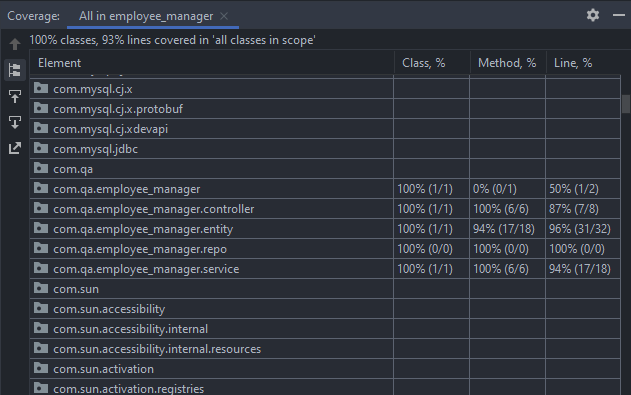 Coverage: All in employee_manager
100% classes, 93% lines covered in 'all classes in scope'
Element Class, % Method, % Line, %
com.mysql.cj.x
com.mysql.cj.x.protobuf
com.mysql.cj.xdevapi
com.mysql.jdbc
com.qa
com.qa.employee_manager 100% (1/1) 0% (0/1) 50% (1/2)
com.qa.employee_manager.controller 100% (1/1) 100% (6/6) 87% (7/8)
com.qa.employee_manager.entity 100% (1/1) 94% (17/18) 96% (31/32)
com.qa.employee_manager.repo 100% (0/0) 100% (0/0) 100% (0/0)
com.qa.employee_manager.service 100% (1/1) 100% (6/6) 94% (17/18)
com.sun
com.sun.accessibility
com.sun.accessibility.internal
com.sun.accessibility.internal.resources
com.sun.activation
com.sun.activation.registries